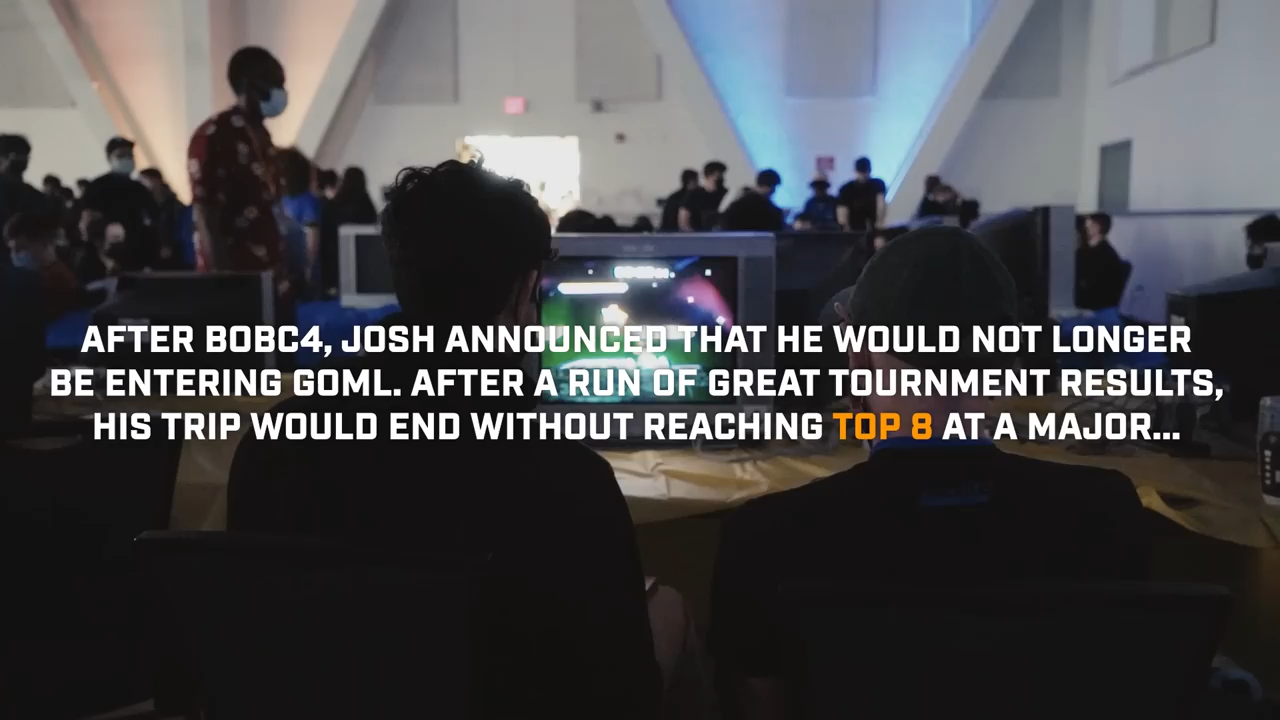 AFTER BOBC4, JOSH ANNOUNCED THAT HE WOULD NOT LONGER
BE ENTERING GOML. AFTER A RUN OF GREAT TOURNMENT RESULTS,
HIS TRIP WOULD END WITHOUT REACHING TOP 8 AT A MAJOR...